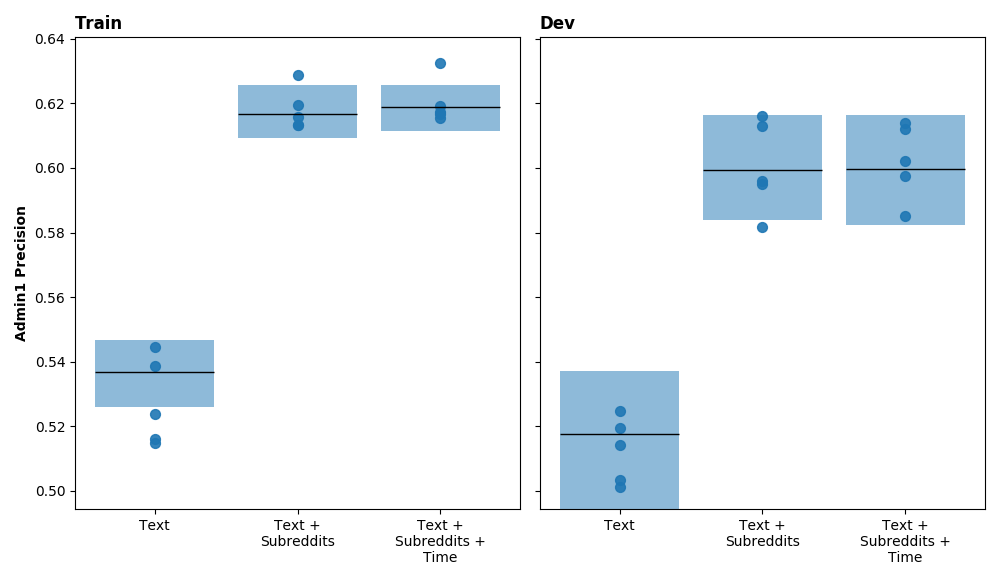 Train
Dev
Admin1 Precision
0.64
0.62
0.60
0.58
0.56
0.54
0.52
0.50
Text
Text +
Subreddits
Text +
Subreddits +
Time
Text
Text +
Subreddits
Text +
Subreddits +
Time